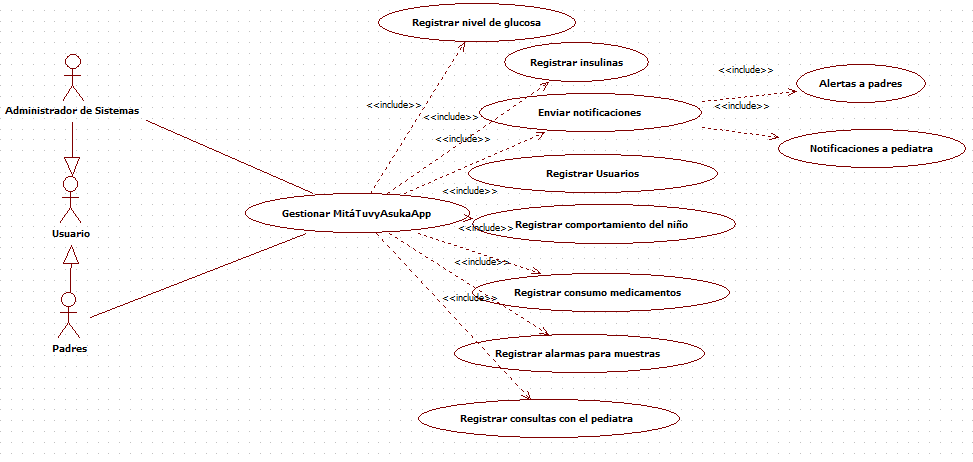 Registrar nivel de glucosa
Registrar insulinas
<<include>>
Alertas a padres
Administrador de Sistemas
<<include>>
<<include>>
Enviar notificaciones
<<include>>
<<include>>
Notificaciones a pediatra
Registrar Usuarios
<<include>>
Gestionar MitáTuvyAsukaApp
Registrar comportamiento del niño
<<include>>
Usuario
<<include>>
Registrar consumo medicamentos
<<include>>
Padres
Registrar alarmas para muestras
Registrar consultas con el pediatra